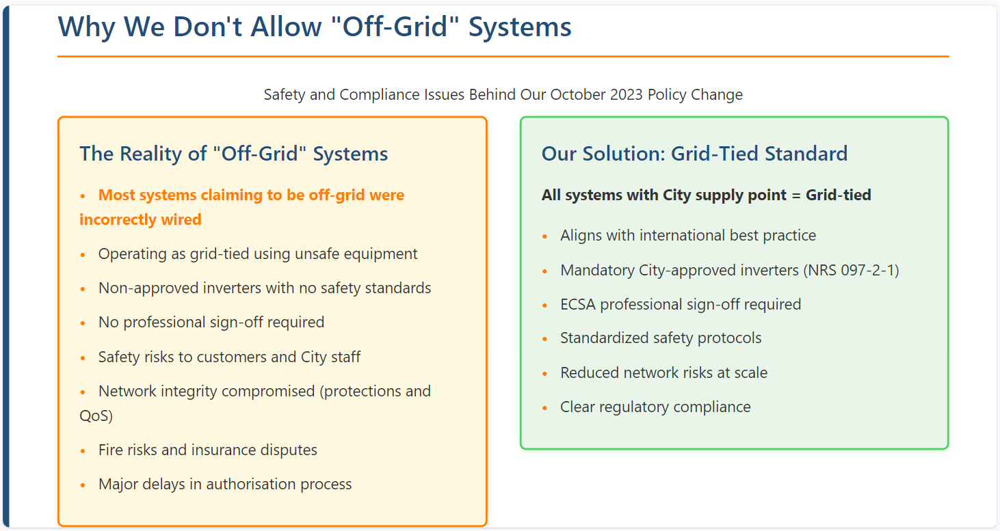 Why We Don't Allow "Off-Grid" Systems
Safety and Compliance Issues Behind Our October 2023 Policy Change
The Reality of "Off-Grid" Systems
• Most systems claiming to be off-grid were
incorrectly wired
• Operating as grid-tied using unsafe equipment
• Non-approved inverters with no safety standards
• No professional sign-off required
• Safety risks to customers and City staff
• Network integrity compromised (protections and
QoS)
• Fire risks and insurance disputes
• Major delays in authorisation process
Our Solution: Grid-Tied Standard
All systems with City supply point = Grid-tied
• Aligns with international best practice
• Mandatory City-approved inverters (NRS 097-2-1)
• ECSA professional sign-off required
• Standardized safety protocols
• Reduced network risks at scale
• Clear regulatory compliance